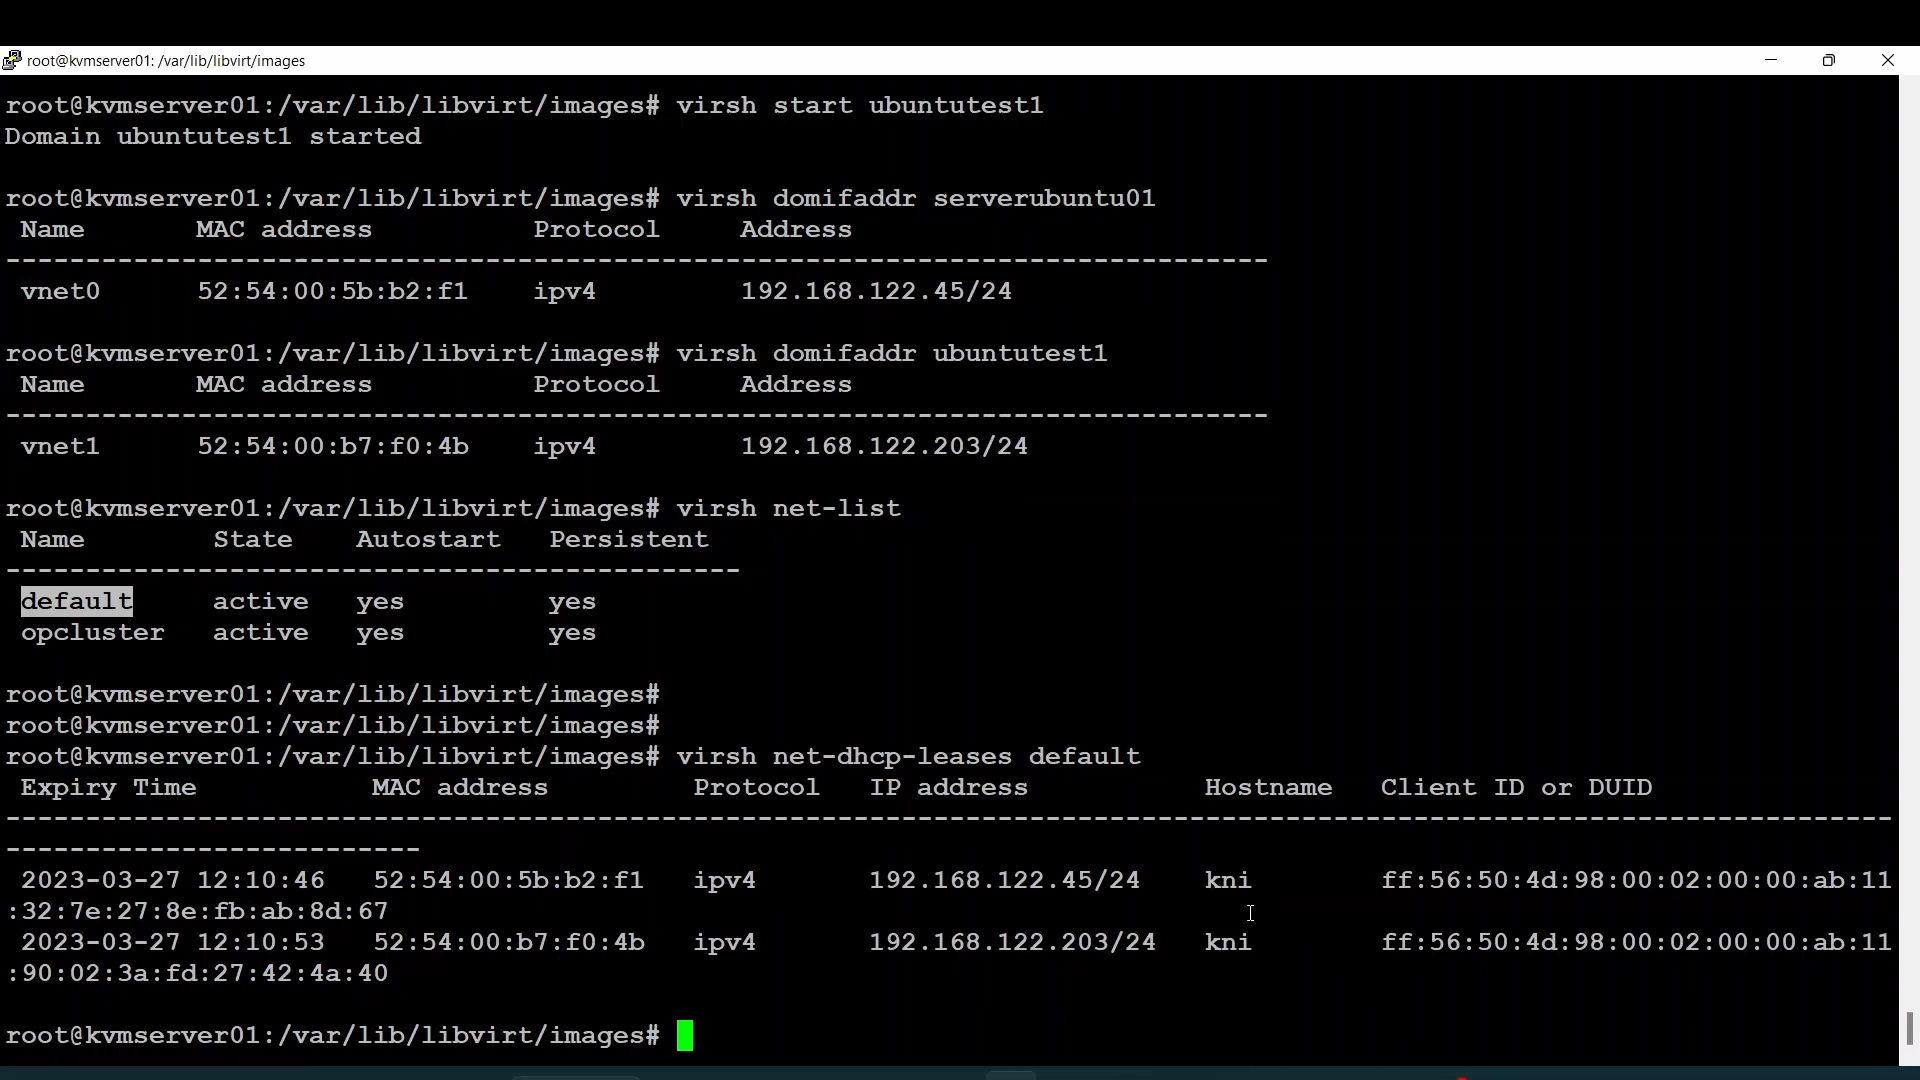 root@kvmserver01: /var/lib/libvirt/images
root@kvmserver01:/var/lib/libvirt/images# virsh start ubuntutest1
Domain ubuntutest1 started
root@kvmserver01:/var/lib/libvirt/images# virsh domifaddr serverubuntu01
Name       MAC address          Protocol     Address
-------------------------------------------------------------------------------
vnet0      52:54:00:5b:b2:f1    ipv4         192.168.122.45/24
root@kvmserver01:/var/lib/libvirt/images# virsh domifaddr ubuntutest1
Name       MAC address          Protocol     Address
-------------------------------------------------------------------------------
vnet1      52:54:00:b7:f0:4b    ipv4         192.168.122.203/24
root@kvmserver01:/var/lib/libvirt/images# virsh net-list
Name        State    Autostart   Persistent
----------------------------------------------
default     active   yes         yes
opcluster   active   yes         yes
root@kvmserver01:/var/lib/libvirt/images#
root@kvmserver01:/var/lib/libvirt/images#
root@kvmserver01:/var/lib/libvirt/images# virsh net-dhcp-leases default
Expiry Time           MAC address         Protocol   IP address           Hostname   Client ID or DUID
----------------------------------------------------------------------------------------------------------------------
--------------------------
2023-03-27 12:10:46   52:54:00:5b:b2:f1   ipv4       192.168.122.45/24    kni        ff:56:50:4d:98:00:02:00:00:ab:11
:32:7e:27:8e:fb:ab:8d:67
2023-03-27 12:10:53   52:54:00:b7:f0:4b   ipv4       192.168.122.203/24   kni        ff:56:50:4d:98:00:02:00:00:ab:11
:90:02:3a:fd:27:42:4a:40
root@kvmserver01:/var/lib/libvirt/images#